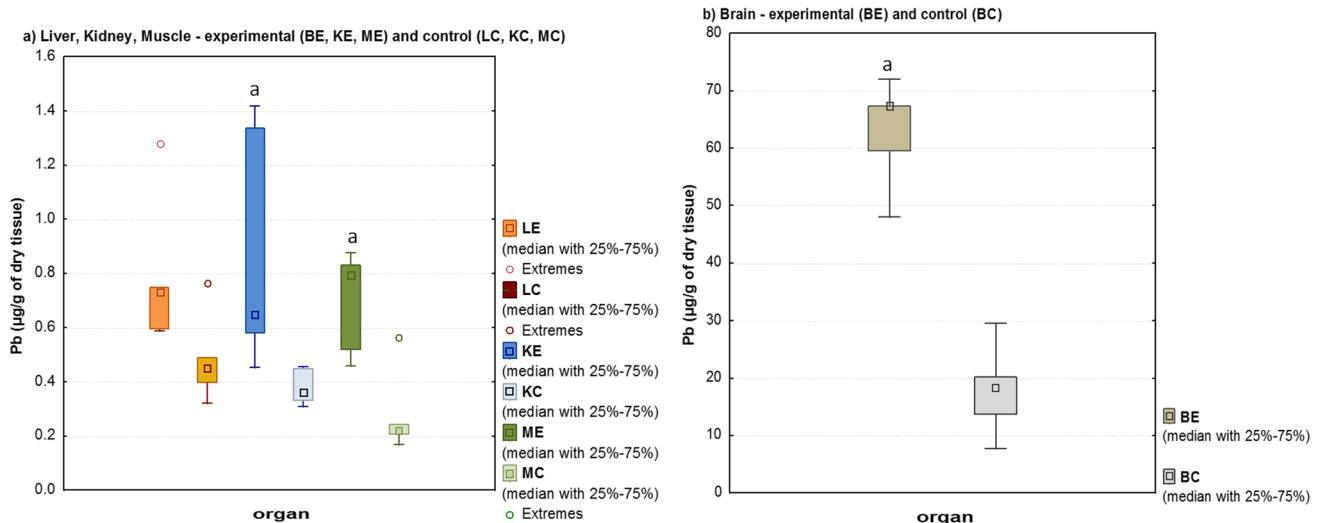 a) Liver, Kidney, Muscle - experimental (BE, KE, ME) and control (LC, KC, MC)
1.6
1.4
1.2
1.0
0.8
0.6
0.4
0.2
0.0
Pb (µg/g of dry tissue)
a
a
organ
LE
(median with 25%-75%)
Extremes
LC
(median with 25%-75%)
Extremes
KE
(median with 25%-75%)
KC
(median with 25%-75%)
ME
(median with 25%-75%)
MC
(median with 25%-75%)
Extremes
b) Brain - experimental (BE) and control (BC)
80
70
60
50
40
30
20
10
0
Pb (µg/g of dry tissue)
a
organ
BE
(median with 25%-75%)
BC
(median with 25%-75%)